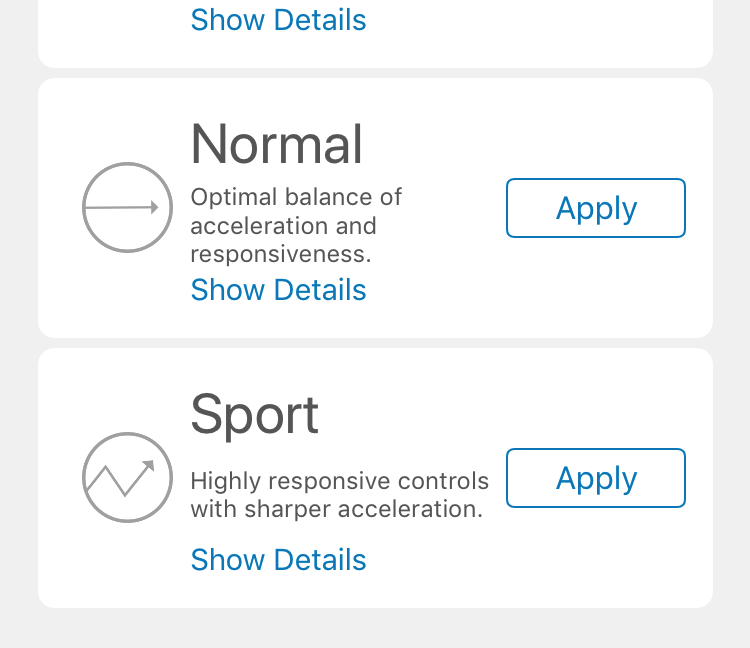 Show Details
Normal
Optimal balance of
acceleration and
responsiveness.
Apply
Show Details
Sport
Highly responsive controls
with sharper acceleration.
Apply
Show Details